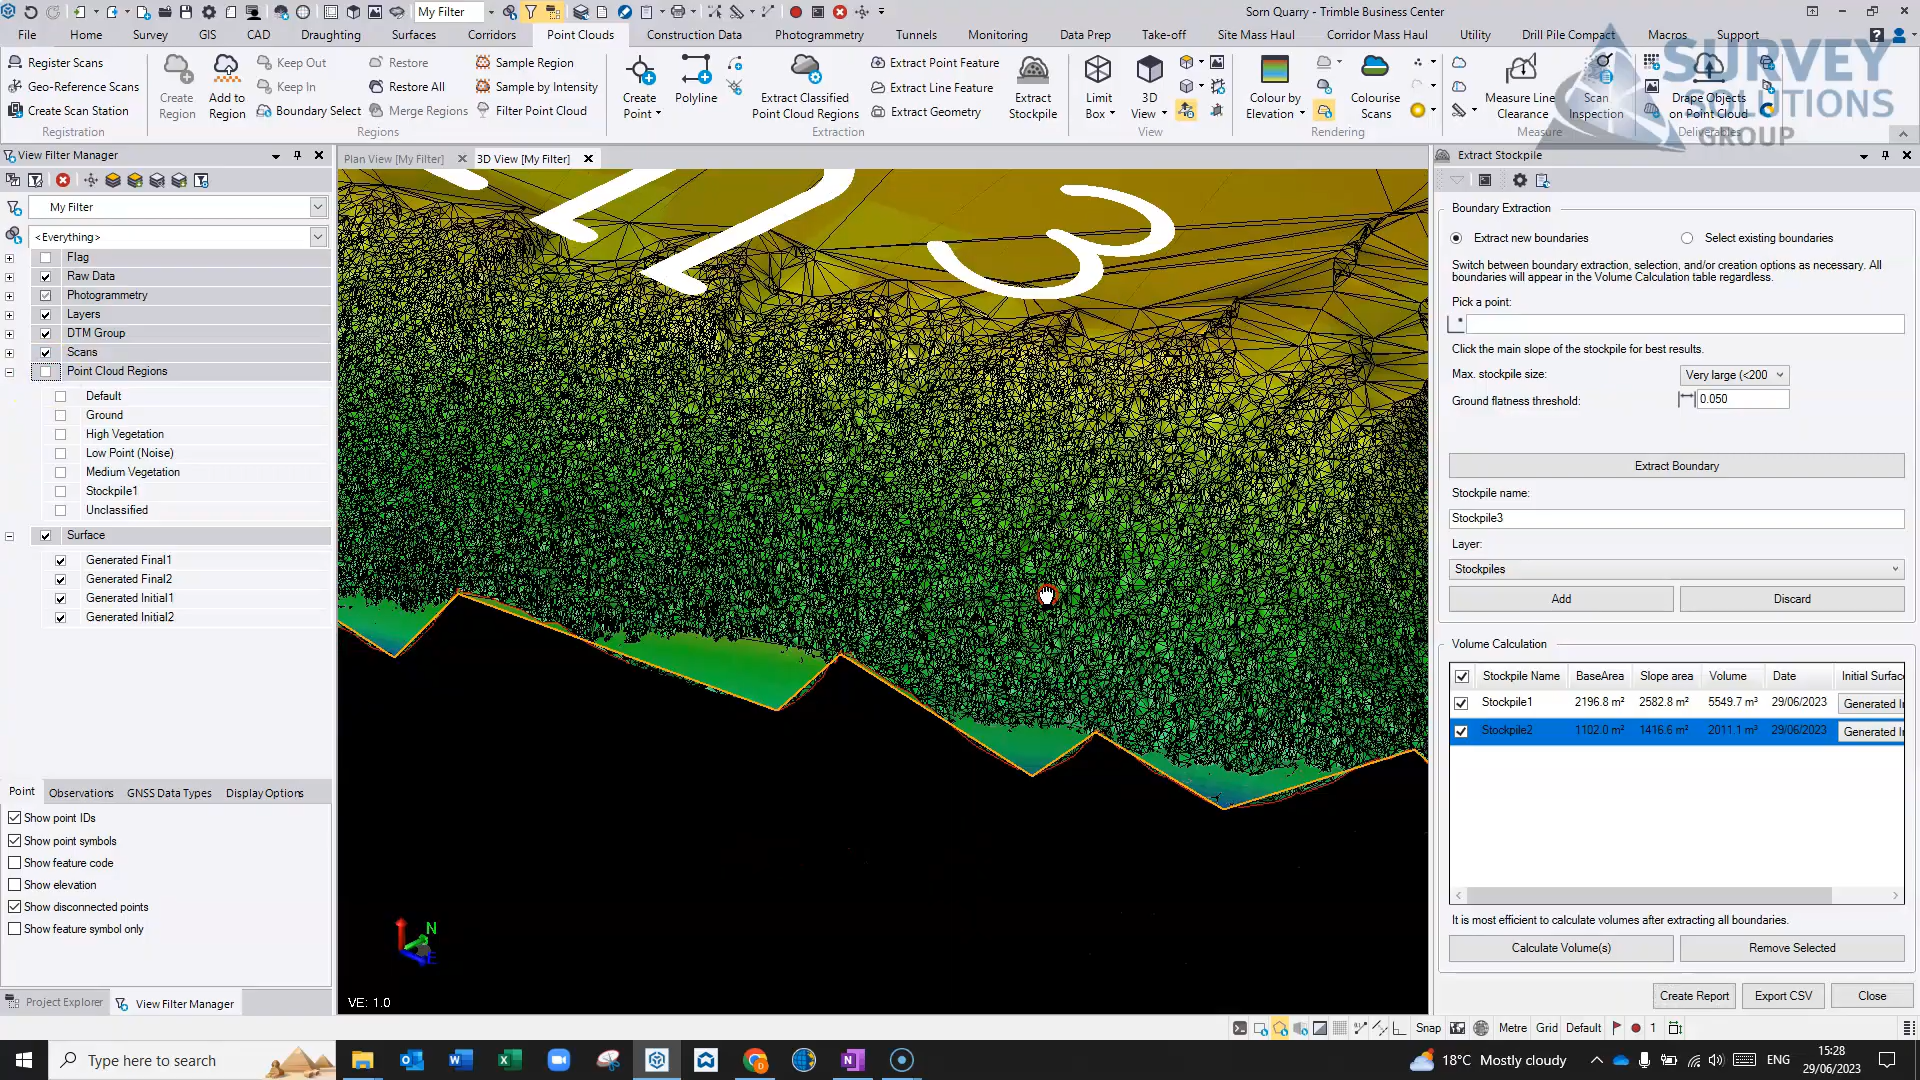 My Filter
Sorn Quarry - Trimble Business Center
File Home Survey GIS CAD Draughting Surfaces Corridors Point Clouds Construction Data Photogrammetry Tunnels Monitoring Data Prep Take-off Site Mass Haul Corridor Mass Haul Utility Drill Pile Compact Macros Support
SURVEY
SOLUTIONS
GROUP
Register Scans
Geo-Reference Scans
Create Scan Station
Registration
Create Region
Add to Region
Keep Out
Keep In
Boundary Select
Restore
Restore All
Merge Regions
Regions
Sample Region
Sample by Intensity
Filter Point Cloud
Create Point
Polyline
Extract Classified Point Cloud Regions
Extract Point Feature
Extract Line Feature
Extract Geometry
Extract Stockpile
Extraction
Limit Box
3D View
View
Colour by Elevation
Colourise Scans
Rendering
Measure Line Clearance
Scan Inspection
Measure
Drape Objects on Point Cloud
Deliverables
View Filter Manager
My Filter
<Everything>
Flag
Raw Data
Photogrammetry
Layers
DTM Group
Scans
Point Cloud Regions
Default
Ground
High Vegetation
Low Point (Noise)
Medium Vegetation
Stockpile1
Unclassified
Surface
Generated Final1
Generated Final2
Generated Initial1
Generated Initial2
Point Observations GNSS Data Types Display Options
Show point IDs
Show point symbols
Show feature code
Show elevation
Show disconnected points
Show feature symbol only
Project Explorer View Filter Manager
Plan View [My Filter] 3D View [My Filter]
3
N
E
VE: 1.0
Extract Stockpile
Boundary Extraction
Extract new boundaries Select existing boundaries
Switch between boundary extraction, selection, and/or creation options as necessary. All
boundaries will appear in the Volume Calculation table regardless.
Pick a point:
Click the main slope of the stockpile for best results.
Max. stockpile size: Very large (<200
Ground flatness threshold: 0.050
Extract Boundary
Stockpile name:
Stockpile3
Layer:
Stockpiles
Add Discard
Volume Calculation
Stockpile Name BaseArea Slope area Volume Date Initial Surfac
Stockpile1 2196.8 m² 2582.8 m² 5549.7 m³ 29/06/2023 Generated In
Stockpile2 1102.0 m² 1416.6 m² 2011.1 m³ 29/06/2023 Generated In
It is most efficient to calculate volumes after extracting all boundaries.
Calculate Volume(s) Remove Selected
Create Report Export CSV Close
Snap Metre Grid Default 1
Type here to search
18°C Mostly cloudy
ENG
15:28
29/06/2023